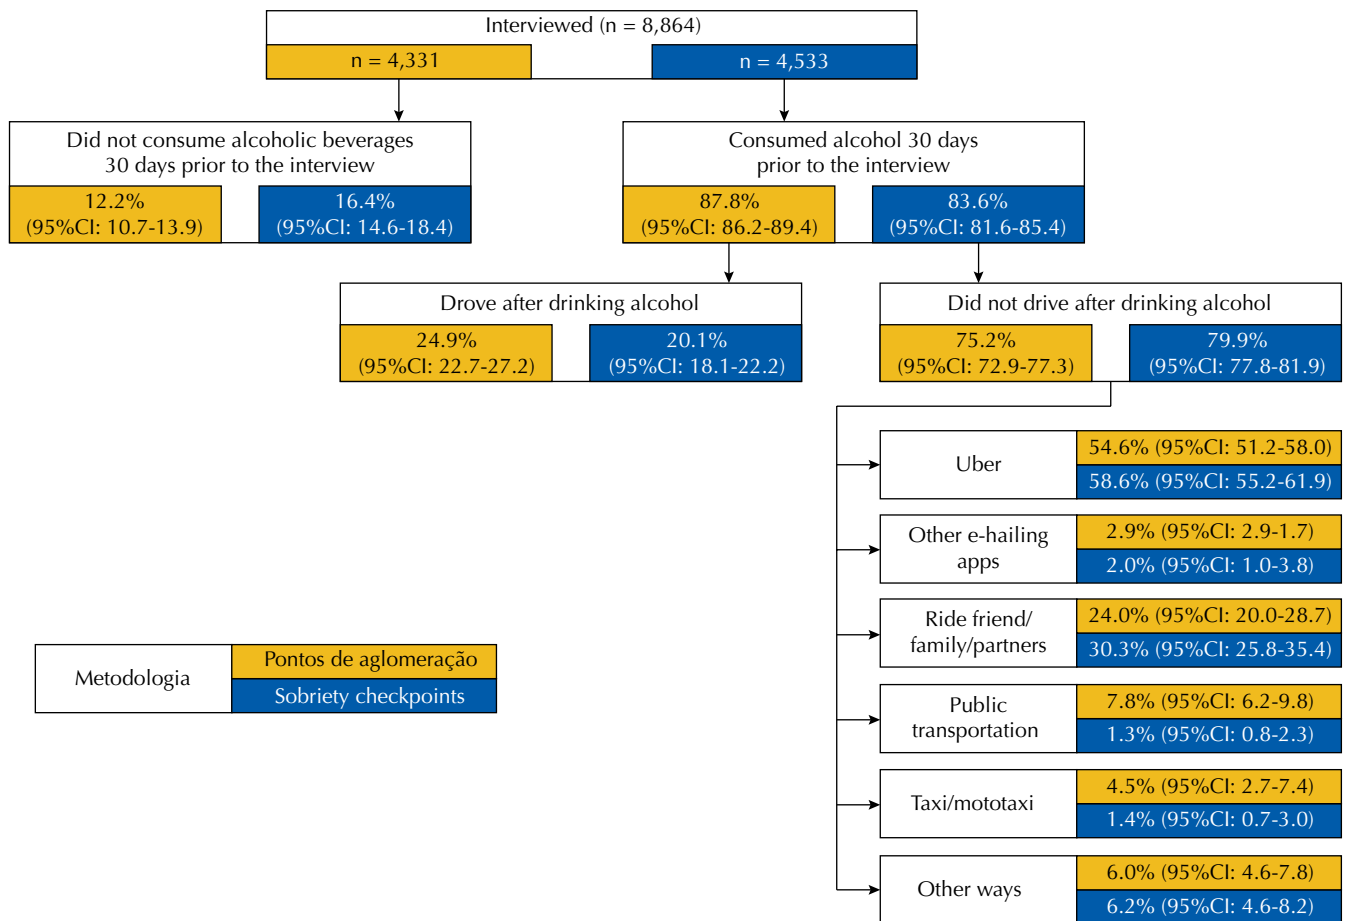 Interviewed (n = 8,864)
n = 4,331
n = 4,533
Did not consume alcoholic beverages
30 days prior to the interview
12.2%
(95%CI: 10.7-13.9)
16.4%
(95%CI: 14.6-18.4)
Consumed alcohol 30 days
prior to the interview
87.8%
(95%CI: 86.2-89.4)
83.6%
(95%CI: 81.6-85.4)
Drove after drinking alcohol
24.9%
(95%CI: 22.7-27.2)
20.1%
(95%CI: 18.1-22.2)
Did not drive after drinking alcohol
75.2%
(95%CI: 72.9-77.3)
79.9%
(95%CI: 77.8-81.9)
Uber
54.6% (95%CI: 51.2-58.0)
58.6% (95%CI: 55.2-61.9)
Other e-hailing
apps
2.9% (95%CI: 2.9-1.7)
2.0% (95%CI: 1.0-3.8)
Ride friend/
family/partners
24.0% (95%CI: 20.0-28.7)
30.3% (95%CI: 25.8-35.4)
Public
transportation
7.8% (95%CI: 6.2-9.8)
1.3% (95%CI: 0.8-2.3)
Taxi/mototaxi
4.5% (95%CI: 2.7-7.4)
1.4% (95%CI: 0.7-3.0)
Other ways
6.0% (95%CI: 4.6-7.8)
6.2% (95%CI: 4.6-8.2)
Metodologia
Pontos de aglomeração
Sobriety checkpoints